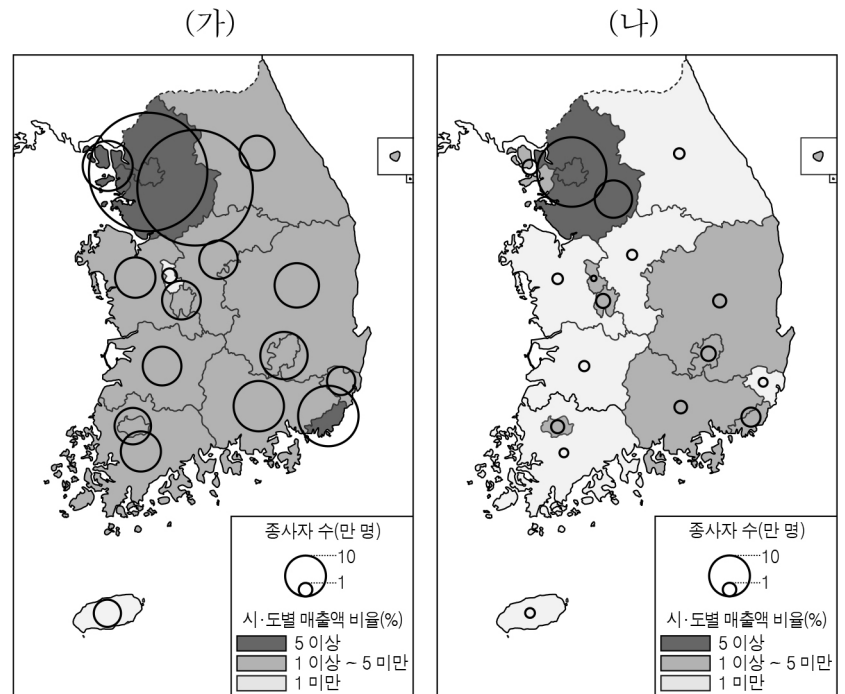 (가)
(나)
종사자 수(만 명)
10
1
시·도별 매출액 비율(%)
5 이상
1 이상 ~ 5 미만
1 미만
종사자 수(만 명)
10
1
시·도별 매출액 비율(%)
5 이상
1 이상 ~ 5 미만
1 미만